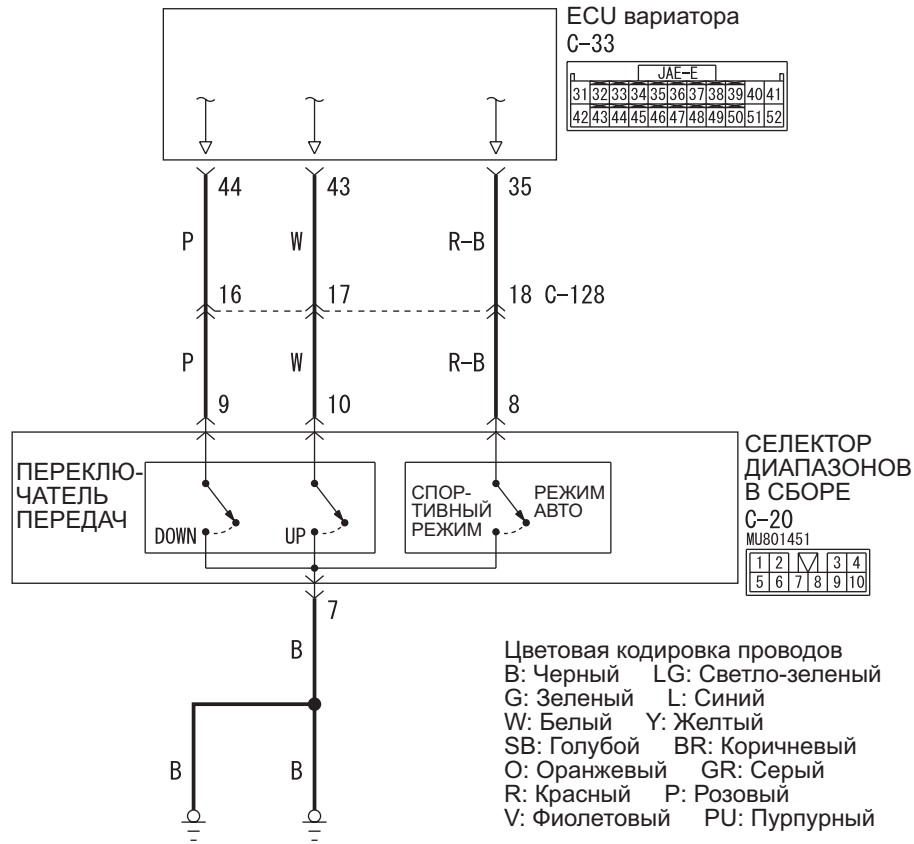 ECU вариатора
C-33
JAE-E
31 32 33 34 35 36 37 38 39 40 41
42 43 44 45 46 47 48 49 50 51 52
44 43 35
P W R-B
16 17 18 C-128
P W R-B
9 10 8
ПЕРЕКЛЮ-
ЧАТЕЛЬ
ПЕРЕДАЧ
DOWN
UP
СПОР-
ТИВНЫЙ
РЕЖИМ
РЕЖИМ
АВТО
СЕЛЕКТОР
ДИАПАЗОНОВ
В СБОРЕ
C-20
MU801451
1 2 3 4
5 6 7 8 9 10
7
B
B B
Цветовая кодировка проводов
B: Черный LG: Светло-зеленый
G: Зеленый L: Синий
W: Белый Y: Желтый
SB: Голубой BR: Коричневый
O: Оранжевый GR: Серый
R: Красный P: Розовый
V: Фиолетовый PU: Пурпурный